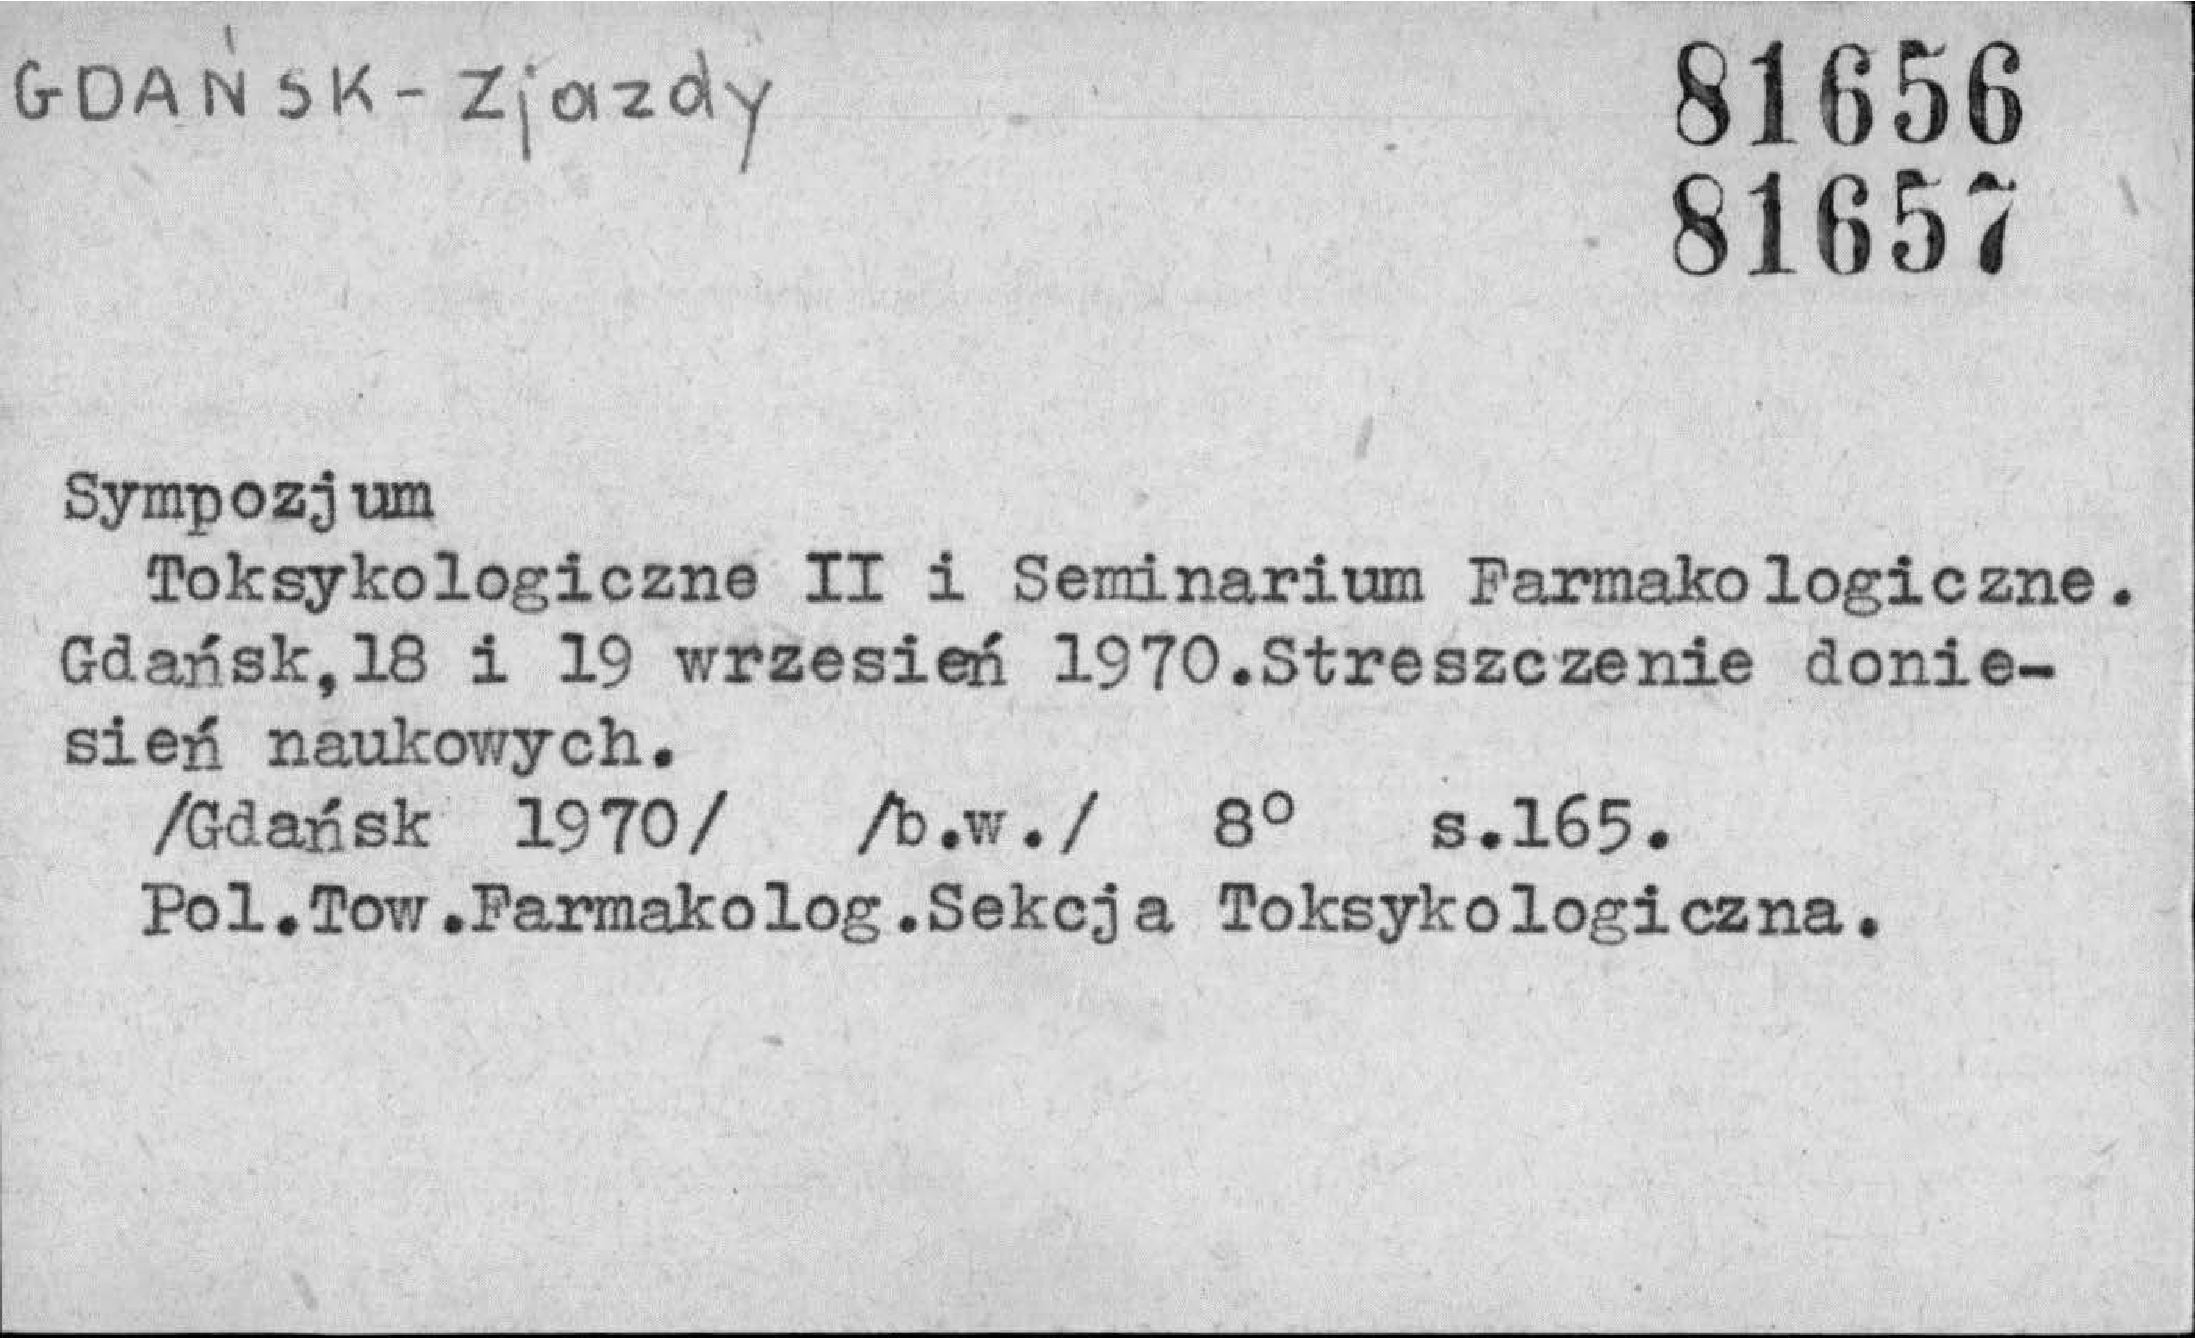 GDAŃSK - Zjazdy
81656
81657
Sympozjum
Toksykologiczne II i Seminarium Farmakologiczne.
Gdańsk,18 i 19 wrzesień 1970.Streszczenie donie-
sień naukowych.
/Gdańsk 1970/ /b.w./ 8° s.165.
Pol.Tow.Farmakolog.Sekcja Toksykologiczna.